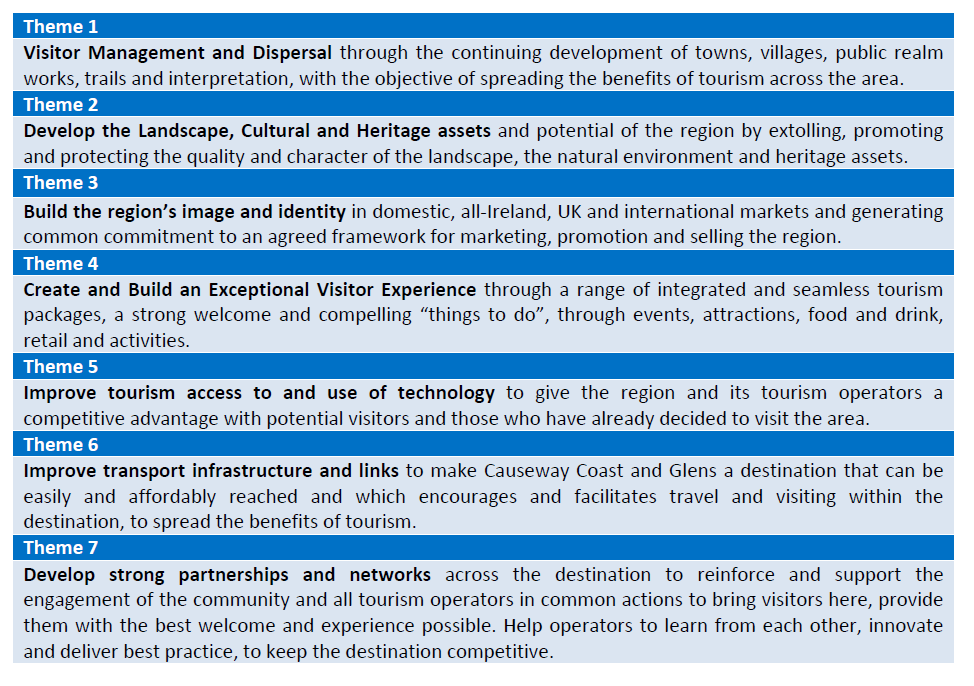 Theme 1
Visitor Management and Dispersal through the continuing development of towns, villages, public realm
works, trails and interpretation, with the objective of spreading the benefits of tourism across the area.
Theme 2
Develop the Landscape, Cultural and Heritage assets and potential of the region by extolling, promoting
and protecting the quality and character of the landscape, the natural environment and heritage assets.
Theme 3
Build the region’s image and identity in domestic, all-Ireland, UK and international markets and generating
common commitment to an agreed framework for marketing, promotion and selling the region.
Theme 4
Create and Build an Exceptional Visitor Experience through a range of integrated and seamless tourism
packages, a strong welcome and compelling “things to do”, through events, attractions, food and drink,
retail and activities.
Theme 5
Improve tourism access to and use of technology to give the region and its tourism operators a
competitive advantage with potential visitors and those who have already decided to visit the area.
Theme 6
Improve transport infrastructure and links to make Causeway Coast and Glens a destination that can be
easily and affordably reached and which encourages and facilitates travel and visiting within the
destination, to spread the benefits of tourism.
Theme 7
Develop strong partnerships and networks across the destination to reinforce and support the
engagement of the community and all tourism operators in common actions to bring visitors here, provide
them with the best welcome and experience possible. Help operators to learn from each other, innovate
and deliver best practice, to keep the destination competitive.